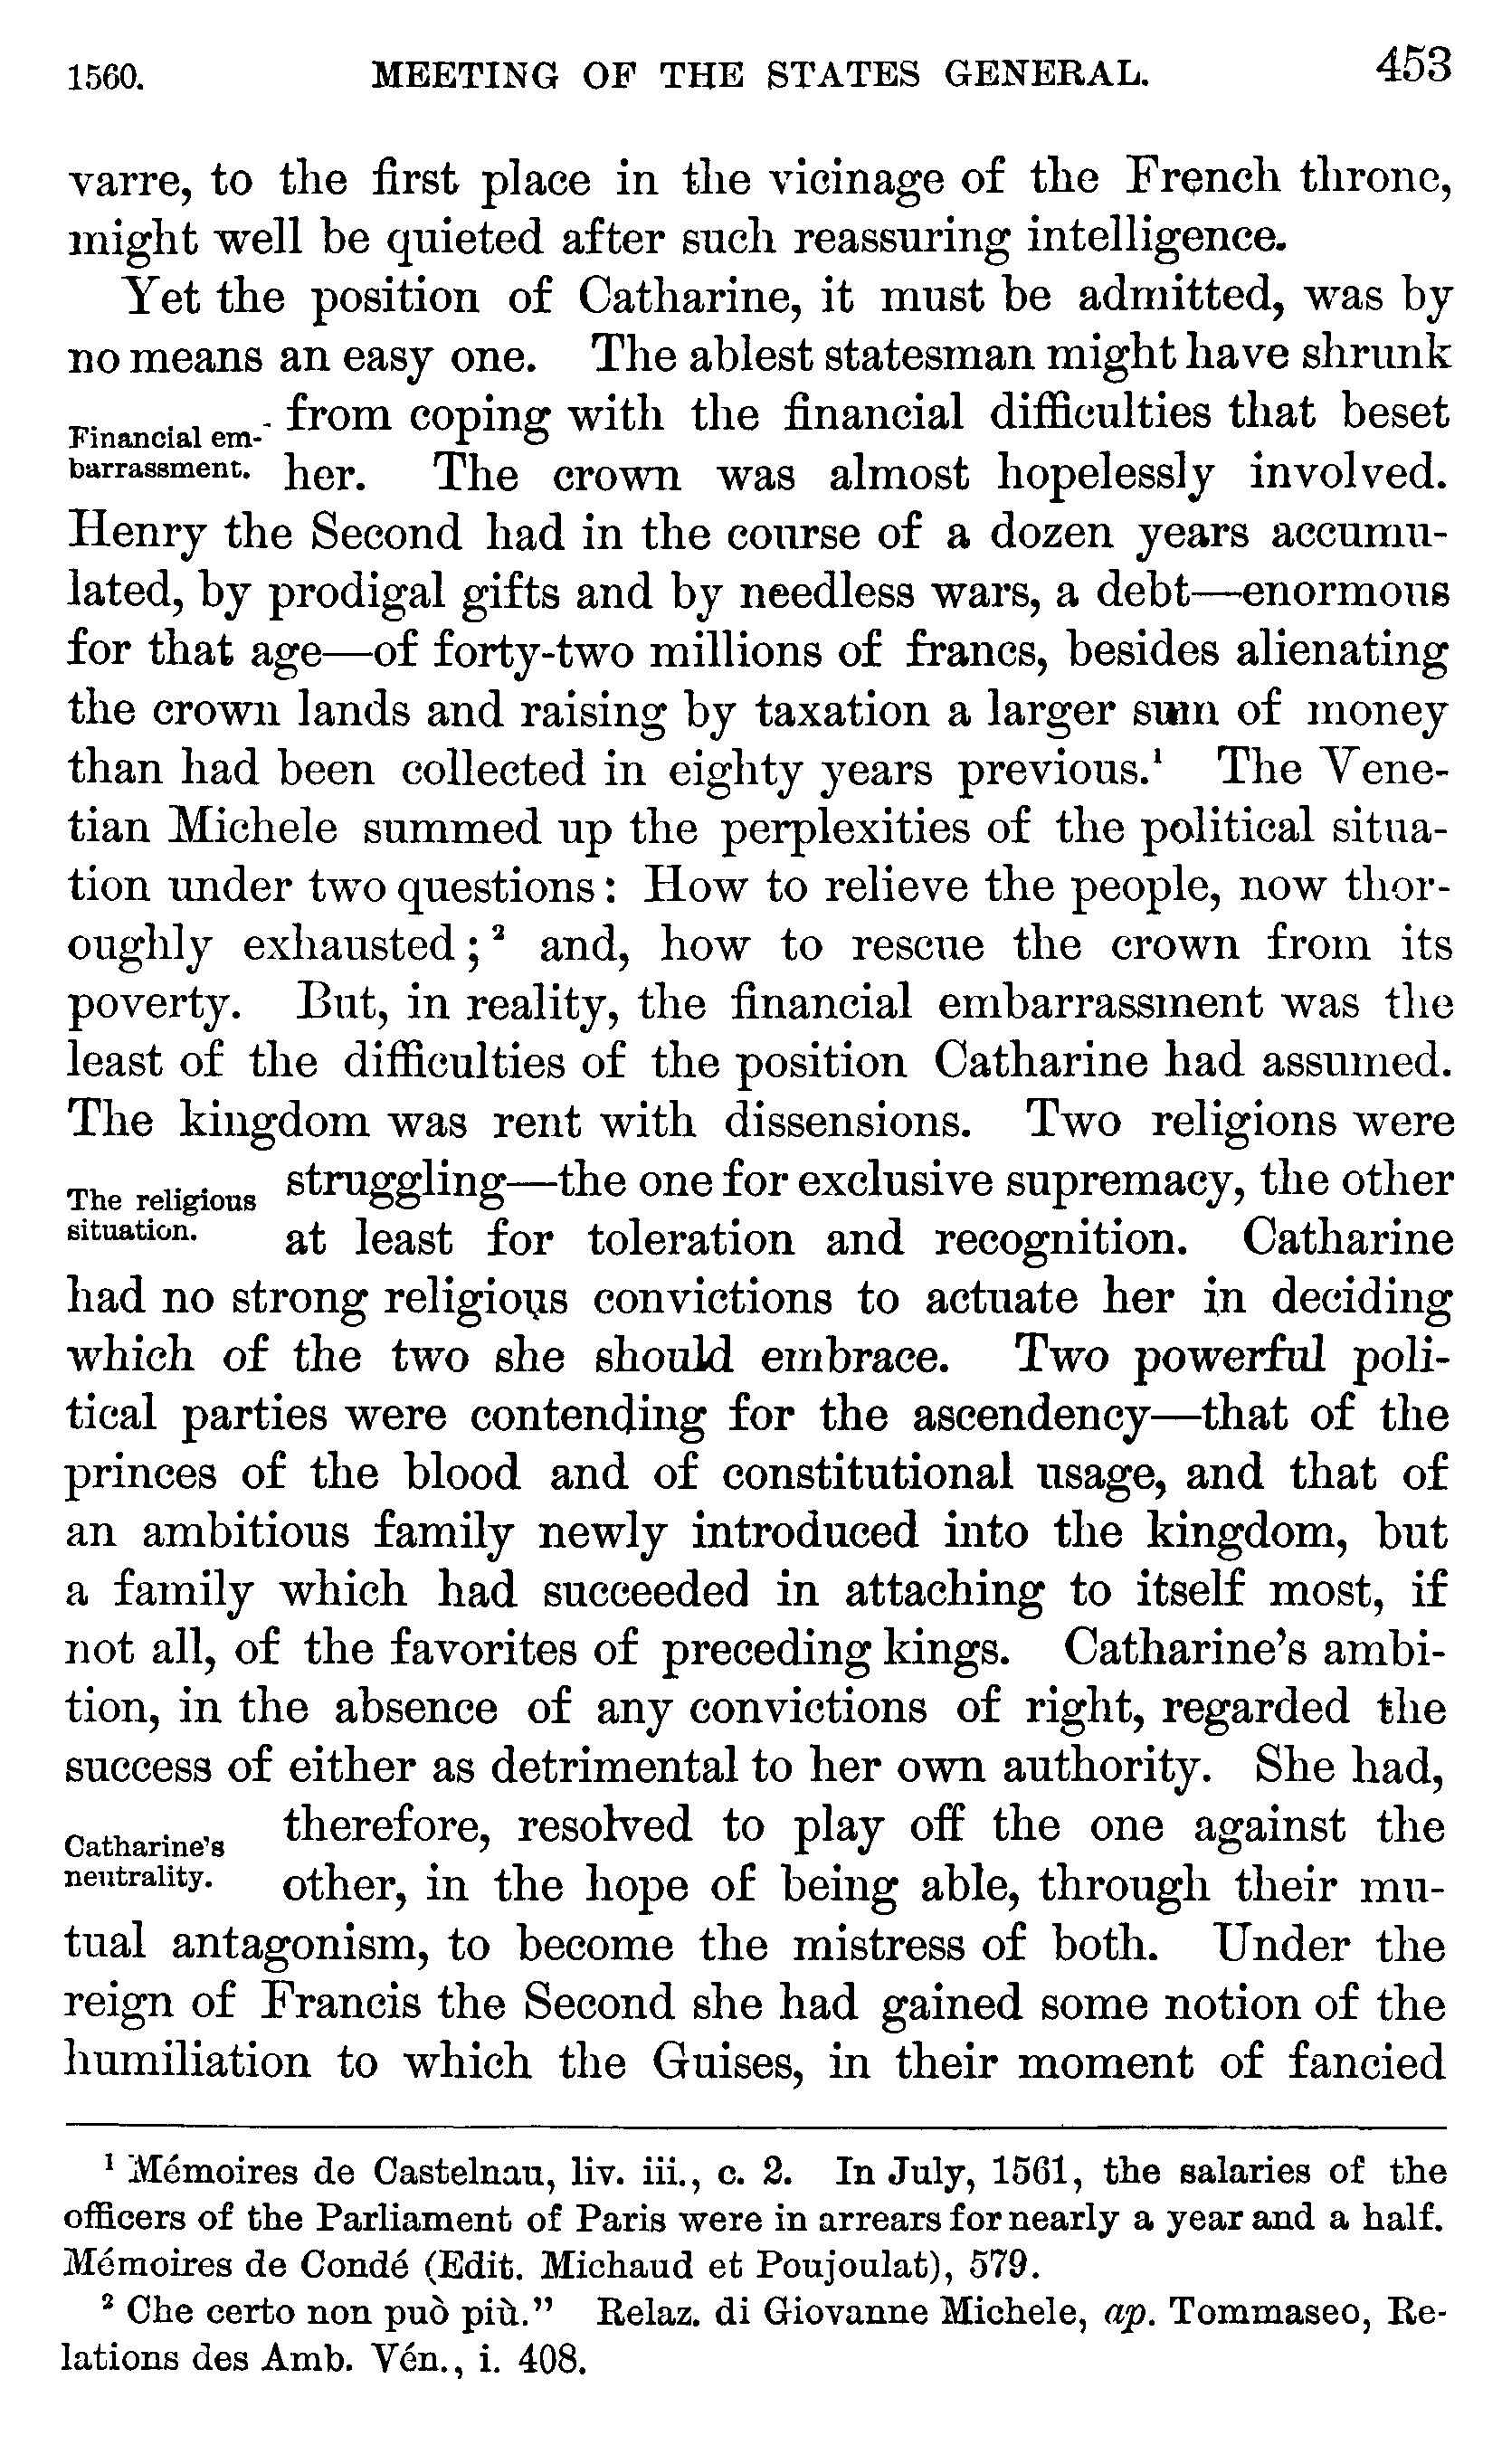 1560. MEETING OF THE STATES GENERAL. 453
varre, to the first place in the vicinage of the French throne,
might well be quieted after such reassuring intelligence.
Yet the position of Catharine, it must be admitted, was by
no means an easy one. The ablest statesman might have shrunk
Financial em-
barrassment.
from coping with the financial difficulties that beset
her. The crown was almost hopelessly involved.
Henry the Second had in the course of a dozen years accumu-
lated, by prodigal gifts and by needless wars, a debt—enormous
for that age—of forty-two millions of francs, besides alienating
the crown lands and raising by taxation a larger sum of money
than had been collected in eighty years previous.¹ The Vene-
tian Michele summed up the perplexities of the political situa-
tion under two questions: How to relieve the people, now thor-
oughly exhausted;² and, how to rescue the crown from its
poverty. But, in reality, the financial embarrassment was the
least of the difficulties of the position Catharine had assumed.
The kingdom was rent with dissensions. Two religions were
The religious
situation.
struggling—the one for exclusive supremacy, the other
at least for toleration and recognition. Catharine
had no strong religious convictions to actuate her in deciding
which of the two she should embrace. Two powerful poli-
tical parties were contending for the ascendency—that of the
princes of the blood and of constitutional usage, and that of
an ambitious family newly introduced into the kingdom, but
a family which had succeeded in attaching to itself most, if
not all, of the favorites of preceding kings. Catharine's ambi-
tion, in the absence of any convictions of right, regarded the
success of either as detrimental to her own authority. She had,
Catharine's
neutrality.
therefore, resolved to play off the one against the
other, in the hope of being able, through their mu-
tual antagonism, to become the mistress of both. Under the
reign of Francis the Second she had gained some notion of the
humiliation to which the Guises, in their moment of fancied
¹ Mémoires de Castelnau, liv. iii., c. 2. In July, 1561, the salaries of the
officers of the Parliament of Paris were in arrears for nearly a year and a half.
Mémoires de Condé (Edit. Michaud et Poujoulat), 579.
² Che certo non può più." Relaz. di Giovanne Michele, ap. Tommaseo, Re-
lations des Amb. Vén., i. 408.